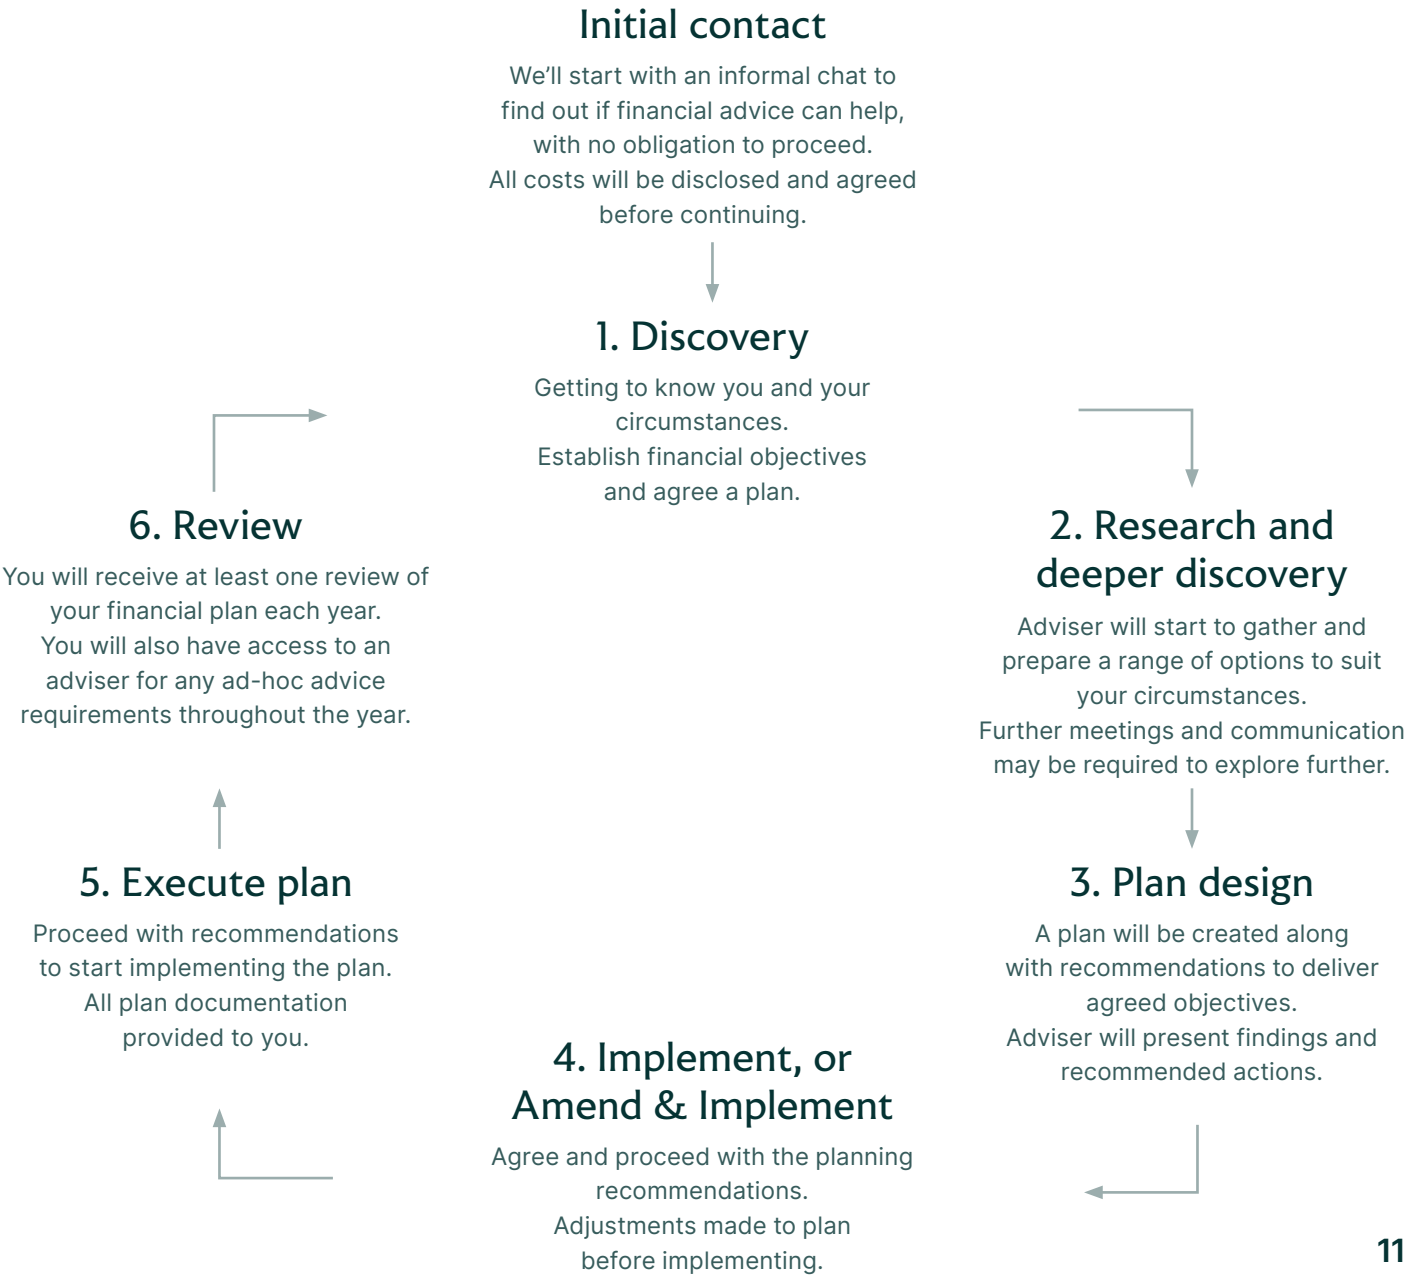 Initial contact
We’ll start with an informal chat to
find out if financial advice can help,
with no obligation to proceed.
All costs will be disclosed and agreed
before continuing.
1. Discovery
Getting to know you and your
circumstances.
Establish financial objectives
and agree a plan.
2. Research and
deeper discovery
Adviser will start to gather and
prepare a range of options to suit
your circumstances.
Further meetings and communication
may be required to explore further.
3. Plan design
A plan will be created along
with recommendations to deliver
agreed objectives.
Adviser will present findings and
recommended actions.
4. Implement, or
Amend & Implement
Agree and proceed with the planning
recommendations.
Adjustments made to plan
before implementing.
5. Execute plan
Proceed with recommendations
to start implementing the plan.
All plan documentation
provided to you.
6. Review
You will receive at least one review of
your financial plan each year.
You will also have access to an
adviser for any ad-hoc advice
requirements throughout the year.
11